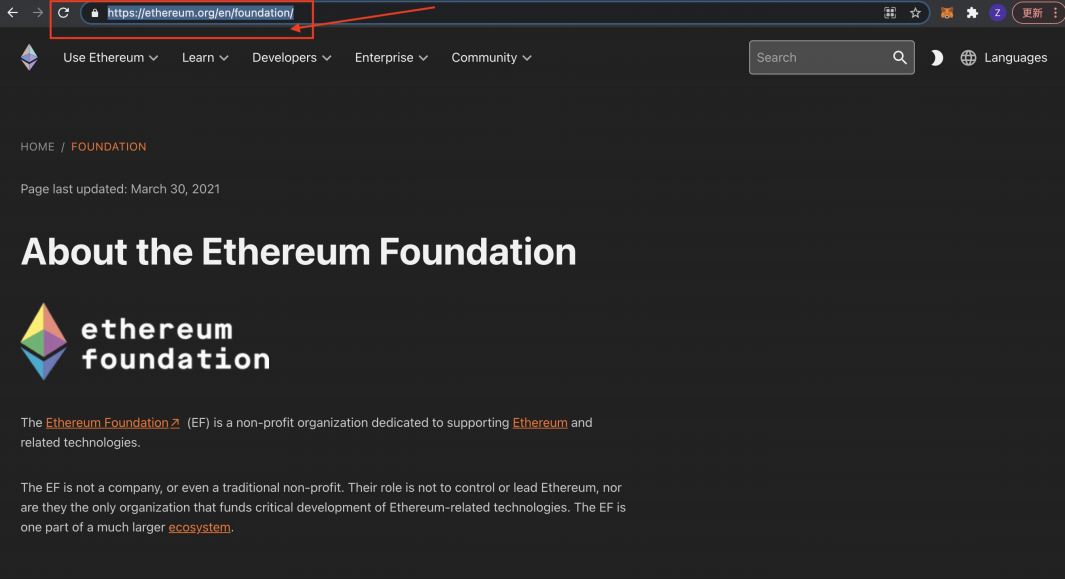 https://ethereum.org/en/foundation/
Z
更新
Use Ethereum
Learn
Developers
Enterprise
Community
Search
Languages
HOME / FOUNDATION
Page last updated: March 30, 2021
About the Ethereum Foundation
ethereum
foundation
The Ethereum Foundation↗ (EF) is a non-profit organization dedicated to supporting Ethereum and
related technologies.
The EF is not a company, or even a traditional non-profit. Their role is not to control or lead Ethereum, nor
are they the only organization that funds critical development of Ethereum-related technologies. The EF is
one part of a much larger ecosystem.